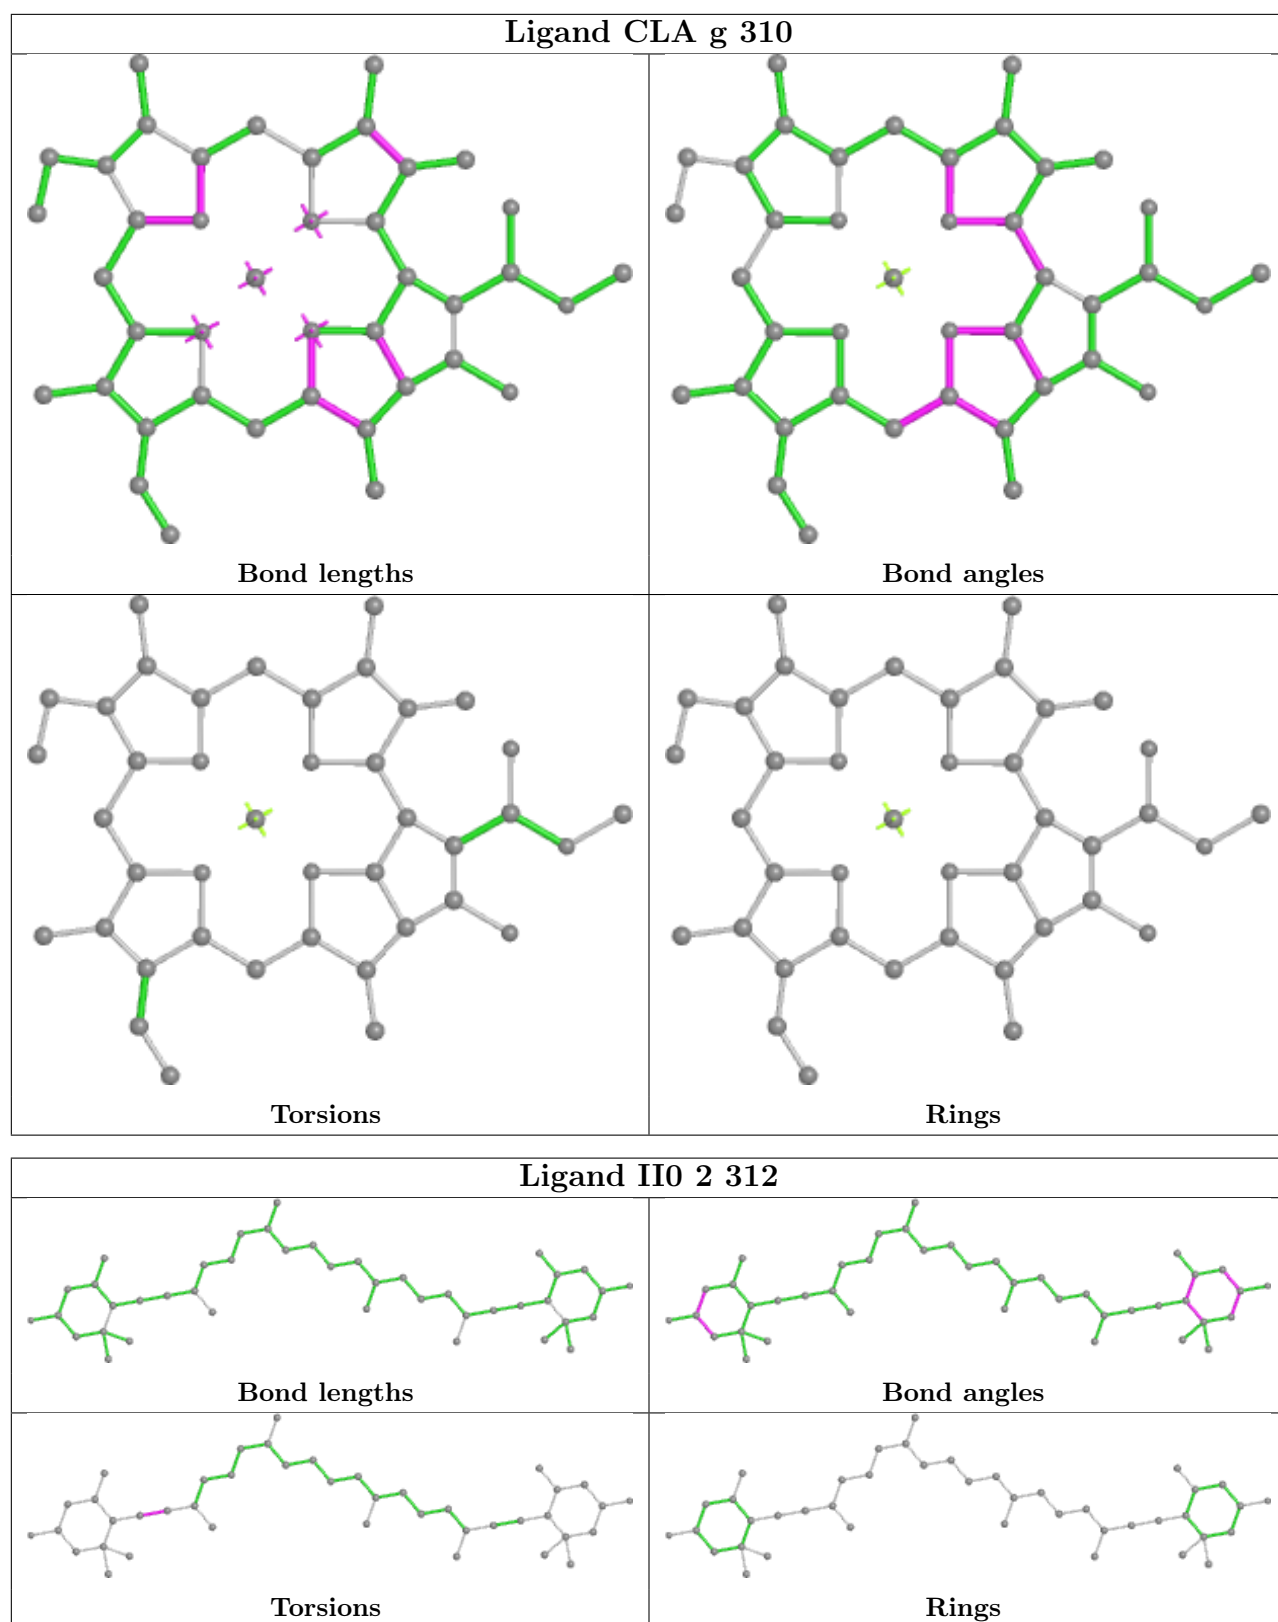 Ligand CLA g 310
Bond lengths
Bond angles
Torsions
Rings
Ligand II0 2 312
Bond lengths
Bond angles
Torsions
Rings